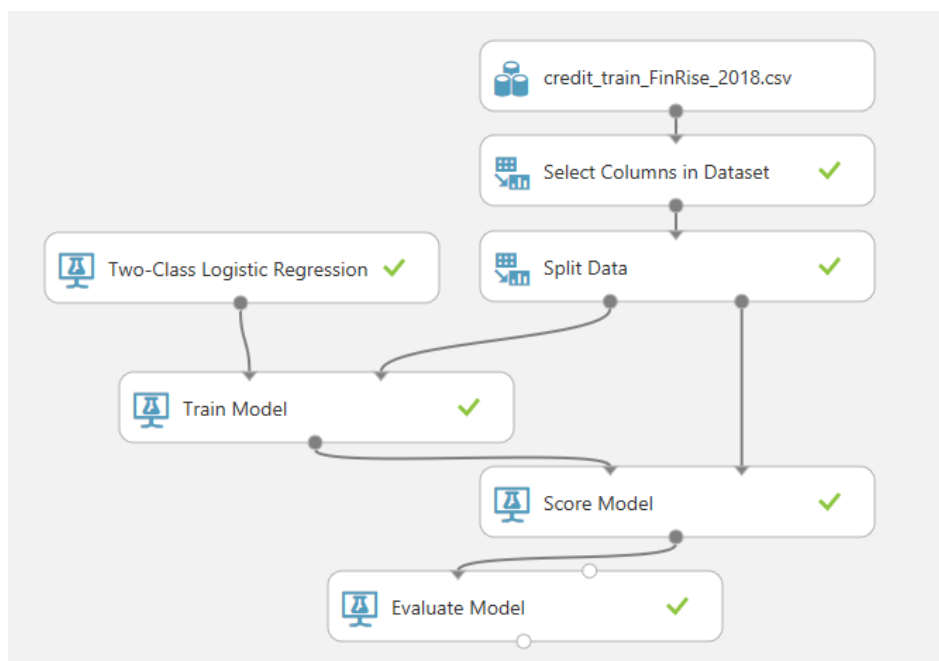 credit_train_FinRise_2018.csv
Select Columns in Dataset
Two-Class Logistic Regression
Split Data
Train Model
Score Model
Evaluate Model